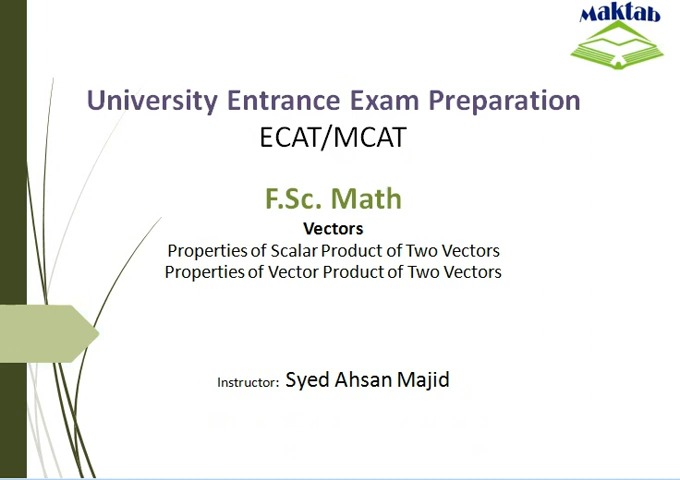 Maktab
University Entrance Exam Preparation
ECAT/MCAT
F.Sc. Math
Vectors
Properties of Scalar Product of Two Vectors
Properties of Vector Product of Two Vectors
Instructor: Syed Ahsan Majid